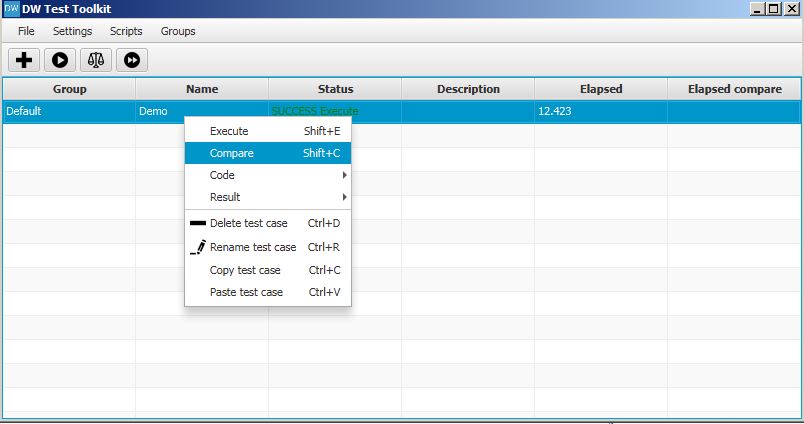 DW DW Test Toolkit
File Settings Scripts Groups
Group Name Status Description Elapsed Elapsed compare
Default Demo SUCCESS Execute 12.423
Execute Shift+E
Compare Shift+C
Code
Result
Delete test case Ctrl+D
Rename test case Ctrl+R
Copy test case Ctrl+C
Paste test case Ctrl+V